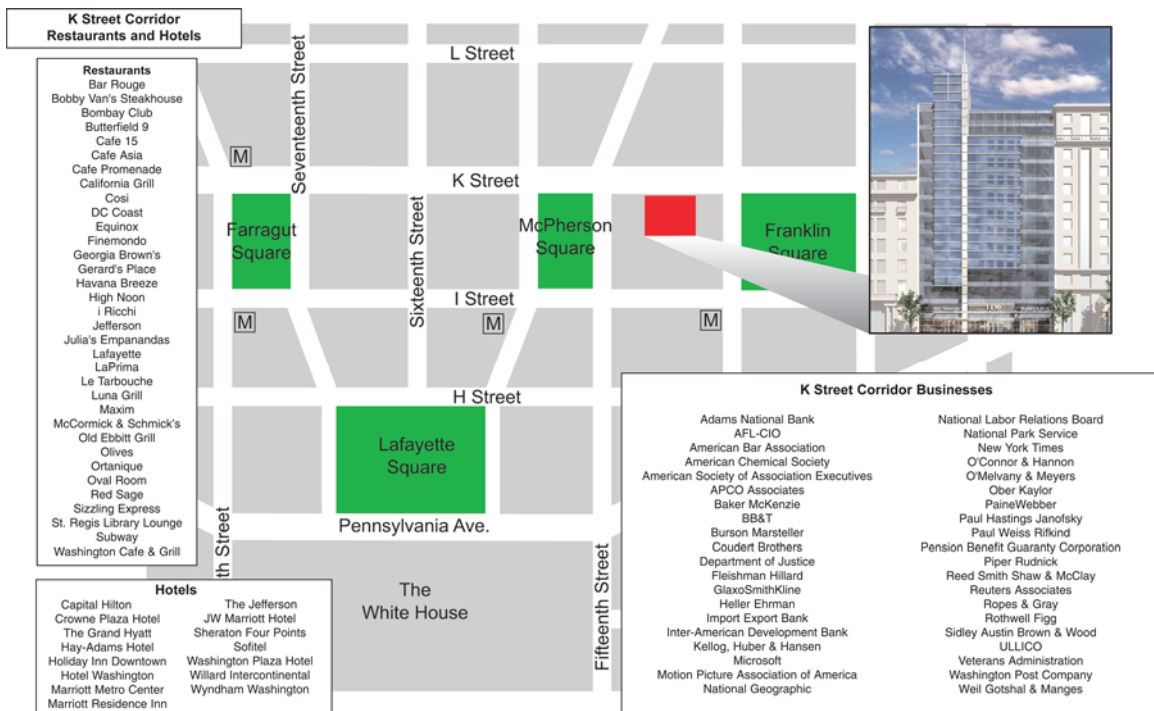 K Street Corridor
Restaurants and Hotels
Restaurants
Bar Rouge
Bobby Van's Steakhouse
Bombay Club
Butterfield 9
Cafe 15
Cafe Asia
Cafe Promenade
California Grill
Cosi
DC Coast
Equinox
Finemondo
Georgia Brown's
Gerard's Place
Havana Breeze
High Noon
i Ricchi
Jefferson
Julia's Empanandas
Lafayette
LaPrima
Le Tarbouche
Luna Grill
Maxim
McCormick & Schmick's
Old Ebbitt Grill
Olives
Ortanique
Oval Room
Red Sage
Sizzling Express
St. Regis Library Lounge
Subway
Washington Cafe & Grill
Hotels
Capital Hilton
Crowne Plaza Hotel
The Grand Hyatt
Hay-Adams Hotel
Holiday Inn Downtown
Hotel Washington
Marriott Metro Center
Marriott Residence Inn
The Jefferson
JW Marriott Hotel
Sheraton Four Points
Sofitel
Washington Plaza Hotel
Willard Intercontinental
Wyndham Washington
L Street
Seventeenth Street
M
K Street
Farragut
Square
Sixteenth Street
McPherson
Square
Franklin
Square
I Street
M
M
M
H Street
Lafayette
Square
Pennsylvania Ave.
th Street
The
White House
Fifteenth Street
K Street Corridor Businesses
Adams National Bank
AFL-CIO
American Bar Association
American Chemical Society
American Society of Association Executives
APCO Associates
Baker McKenzie
BB&T
Burson Marsteller
Coudert Brothers
Department of Justice
Fleishman Hillard
GlaxoSmithKline
Heller Ehrman
Import Export Bank
Inter-American Development Bank
Kellog, Huber & Hansen
Microsoft
Motion Picture Association of America
National Geographic
National Labor Relations Board
National Park Service
New York Times
O'Connor & Hannon
O'Melvany & Meyers
Ober Kaylor
PaineWebber
Paul Hastings Janofsky
Paul Weiss Rifkind
Pension Benefit Guaranty Corporation
Piper Rudnick
Reed Smith Shaw & McClay
Reuters Associates
Ropes & Gray
Rothwell Figg
Sidley Austin Brown & Wood
ULLICO
Veterans Administration
Washington Post Company
Weil Gotshal & Manges